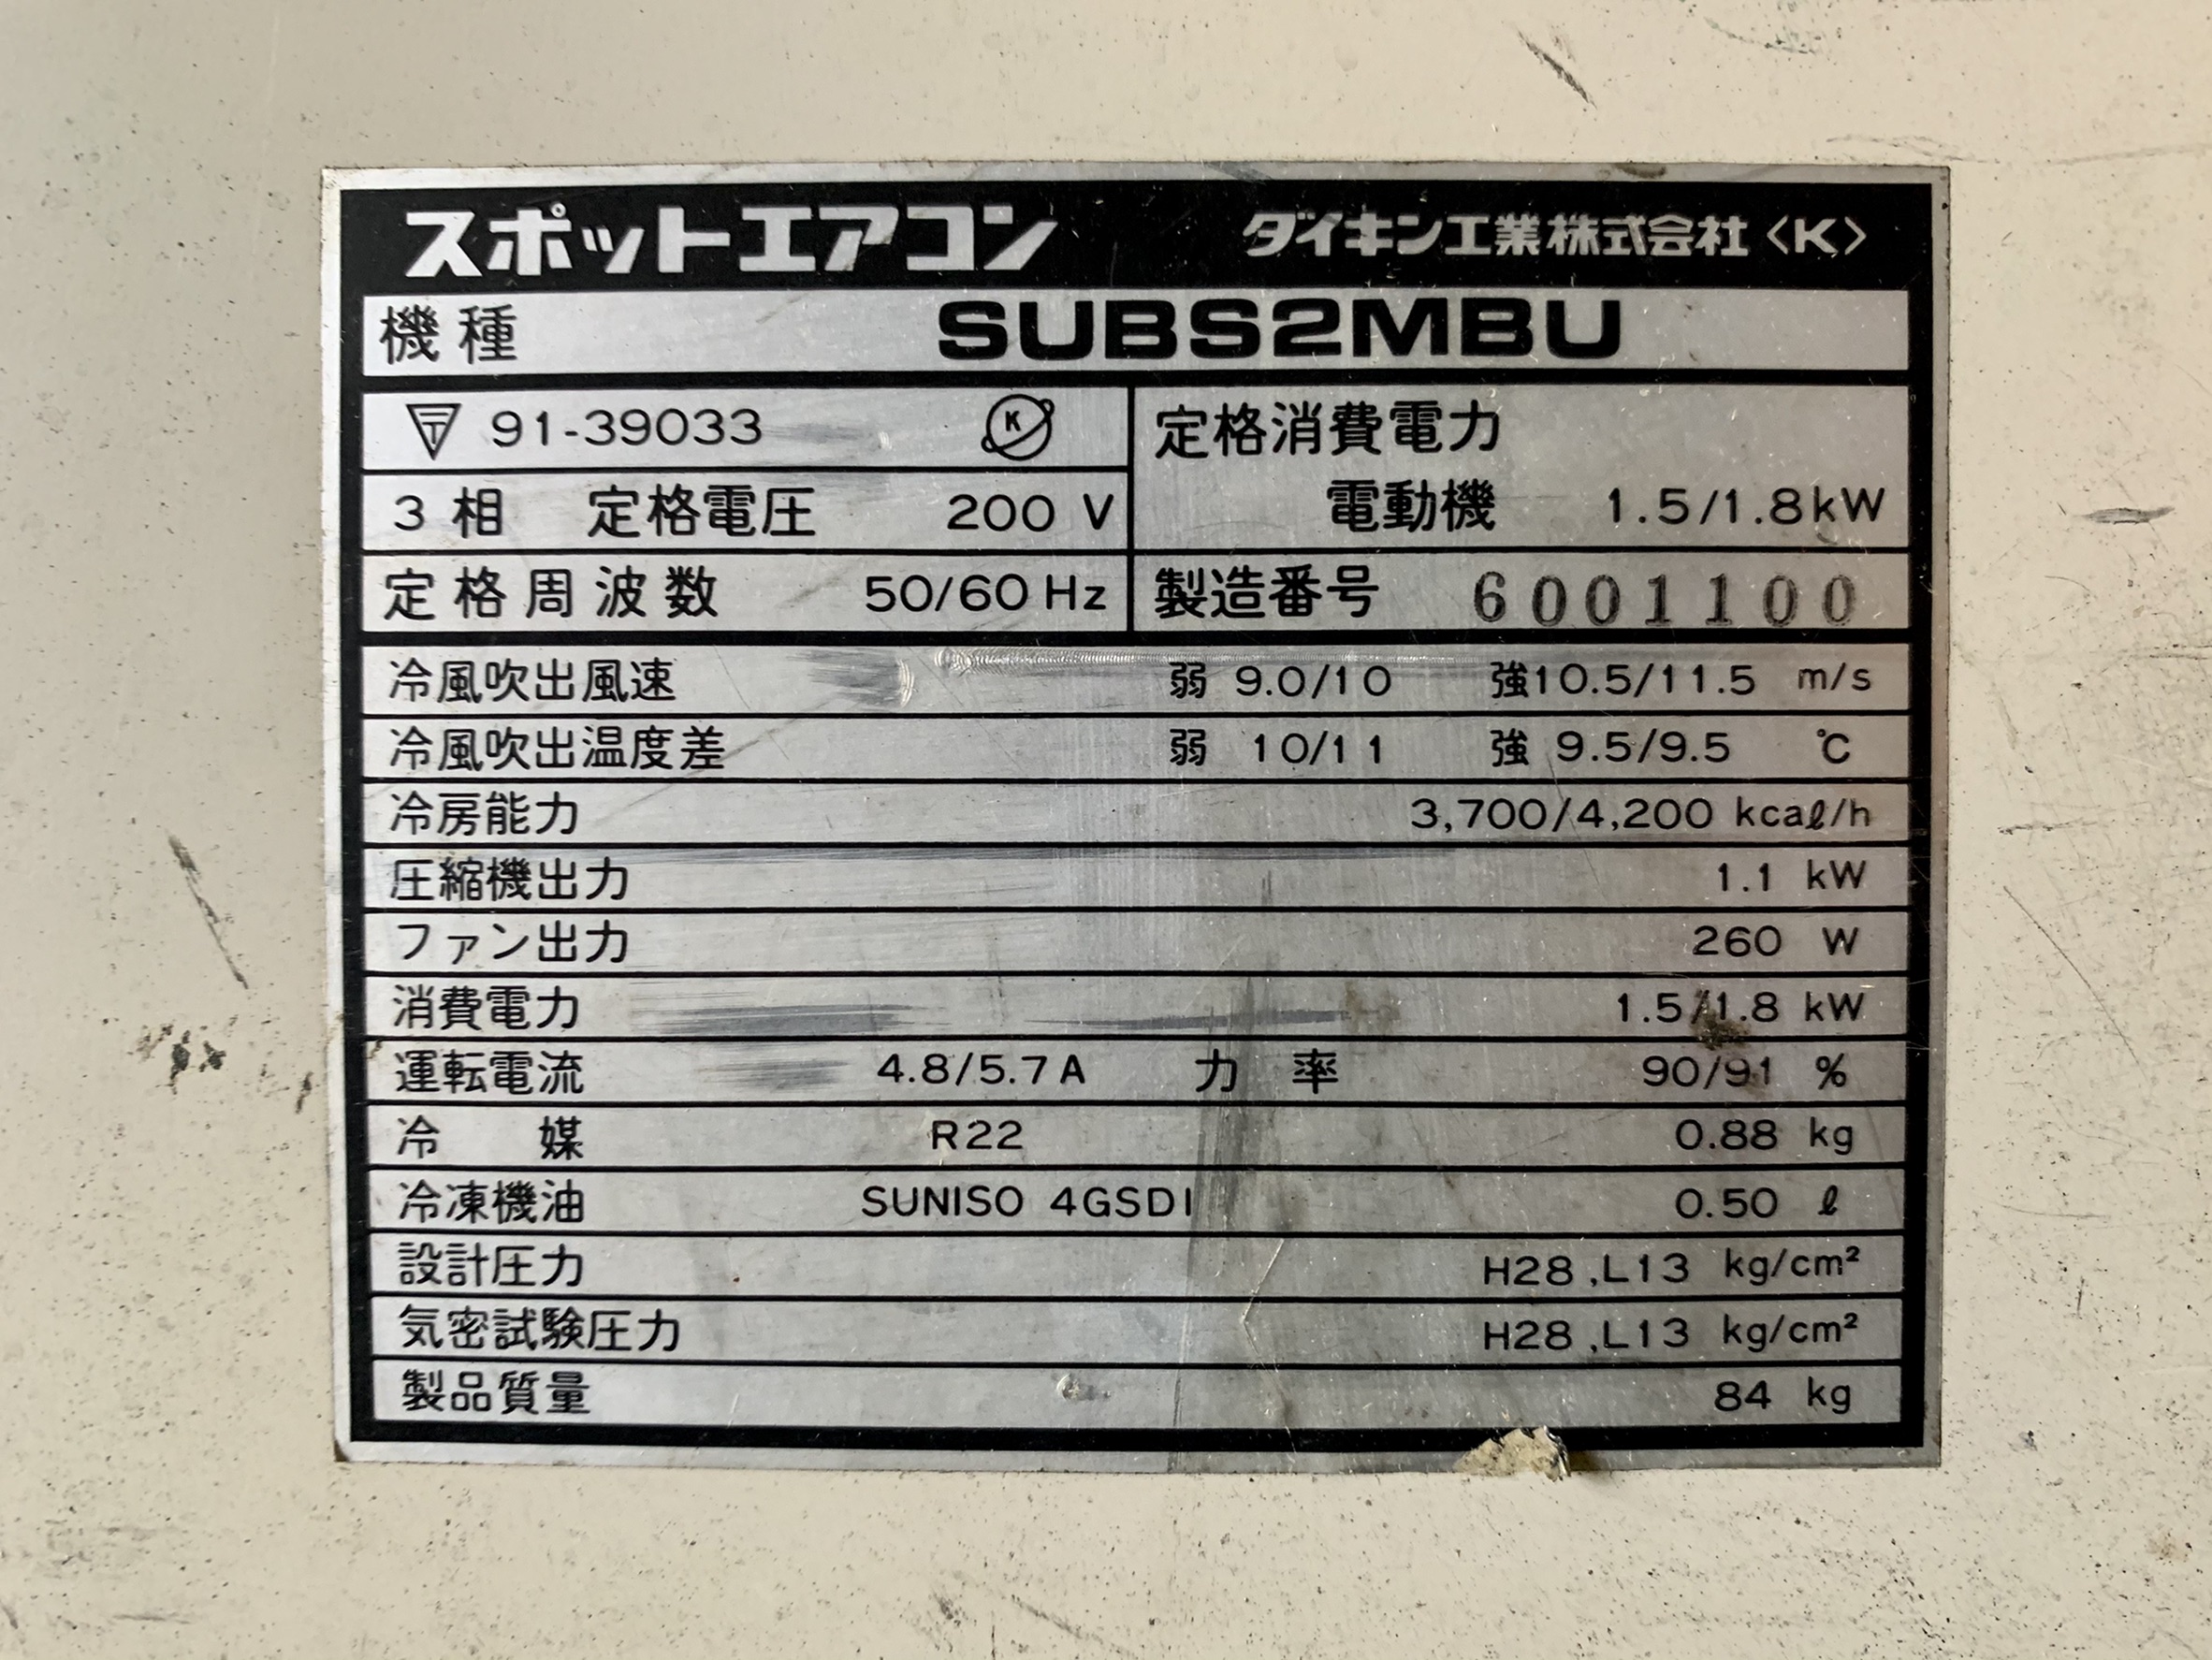 スポットエアコン ダイキン工業株式会社〈K〉
機種 SUBS2MBU
〒 91-39033 K
定格消費電力
電動機 1.5/1.8kW
3相 定格電圧 200 V
定格周波数 50/60 Hz
製造番号 6001100
冷風吹出風速 弱 9.0/10 強10.5/11.5 m/s
冷風吹出温度差 弱 10/11 強 9.5/9.5 ℃
冷房能力 3,700/4,200 kcaℓ/h
圧縮機出力 1.1 kW
ファン出力 260 W
消費電力 1.5/1.8 kW
運転電流 4.8/5.7A 力率 90/91 %
冷媒 R22 0.88 kg
冷凍機油 SUNISO 4GSDI 0.50 ℓ
設計圧力 H28,L13 kg/cm²
気密試験圧力 H28,L13 kg/cm²
製品質量 84 kg